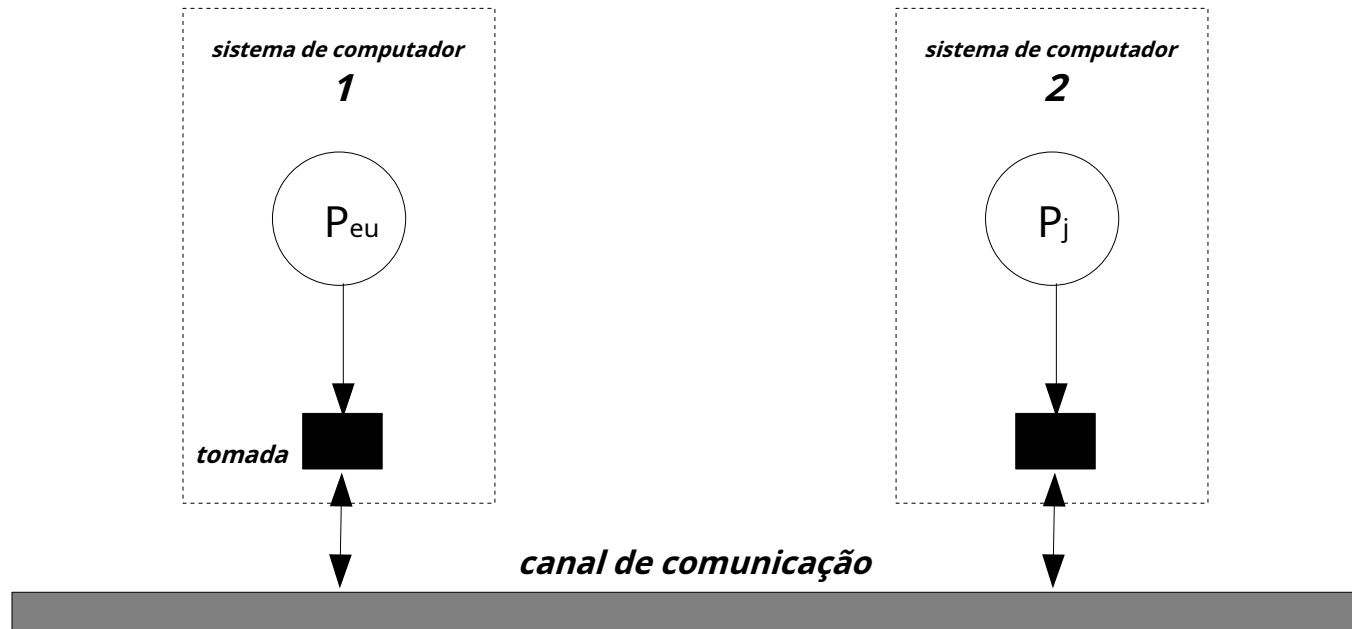 sistema de computador
1
sistema de computador
2
Peu
Pj
tomada
canal de comunicação